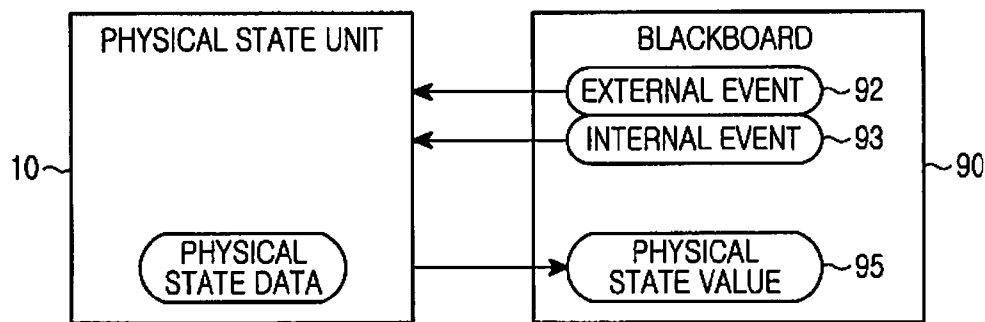 PHYSICAL STATE UNIT
BLACKBOARD
EXTERNAL EVENT
92
INTERNAL EVENT
93
10
90
PHYSICAL
STATE DATA
PHYSICAL
STATE VALUE
95